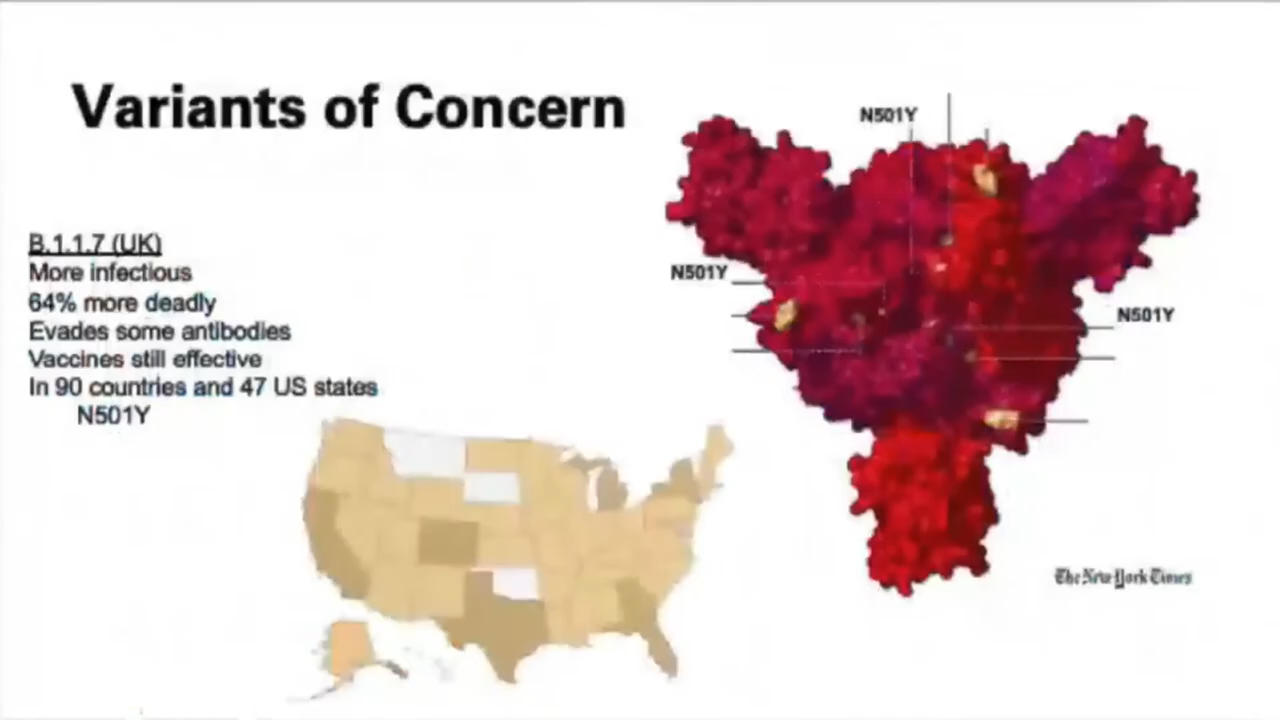 Variants of Concern
B.1.1.7 (UK)
More infectious
64% more deadly
Evades some antibodies
Vaccines still effective
In 90 countries and 47 US states
N501Y
N501Y
N501Y
N501Y
The New York Times